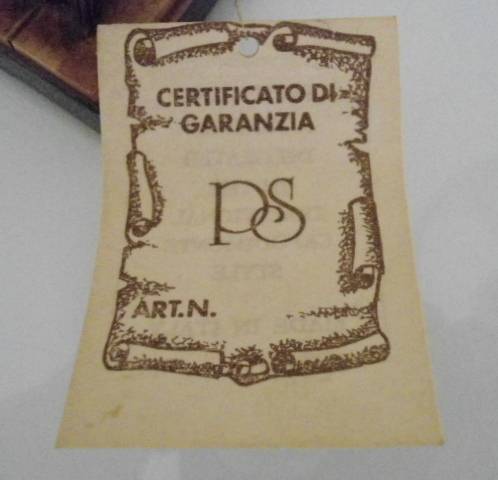 CERTIFICATO DI
GARANZIA
PS
ART.N.